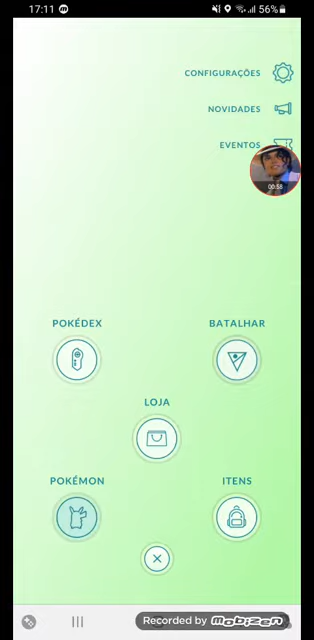 17:11
56%
CONFIGURAÇÕES
NOVIDADES
EVENTOS
00:58
POKÉDEX
BATALHAR
LOJA
POKÉMON
ITENS
Recorded by mobizen